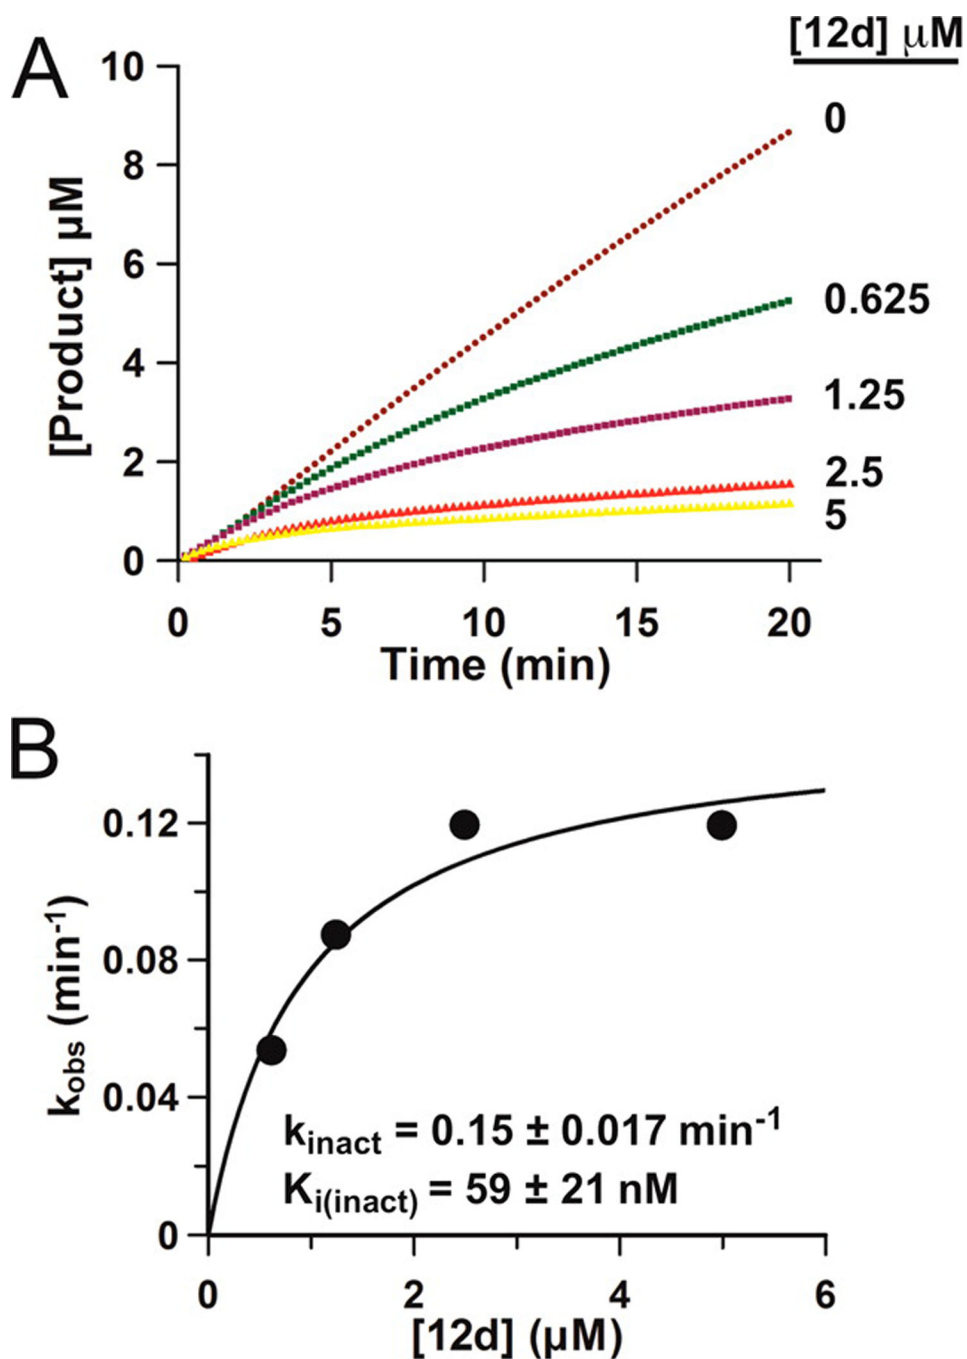 A
[12d] μM
10
8
6
4
2
0
[Product] μM
0
0.625
1.25
2.5
5
0 5 10 15 20
Time (min)
B
0.12
0.08
0.04
0
kobs (min-1)
kinact = 0.15 ± 0.017 min-1
Ki(inact) = 59 ± 21 nM
0 2 4 6
[12d] (μM)